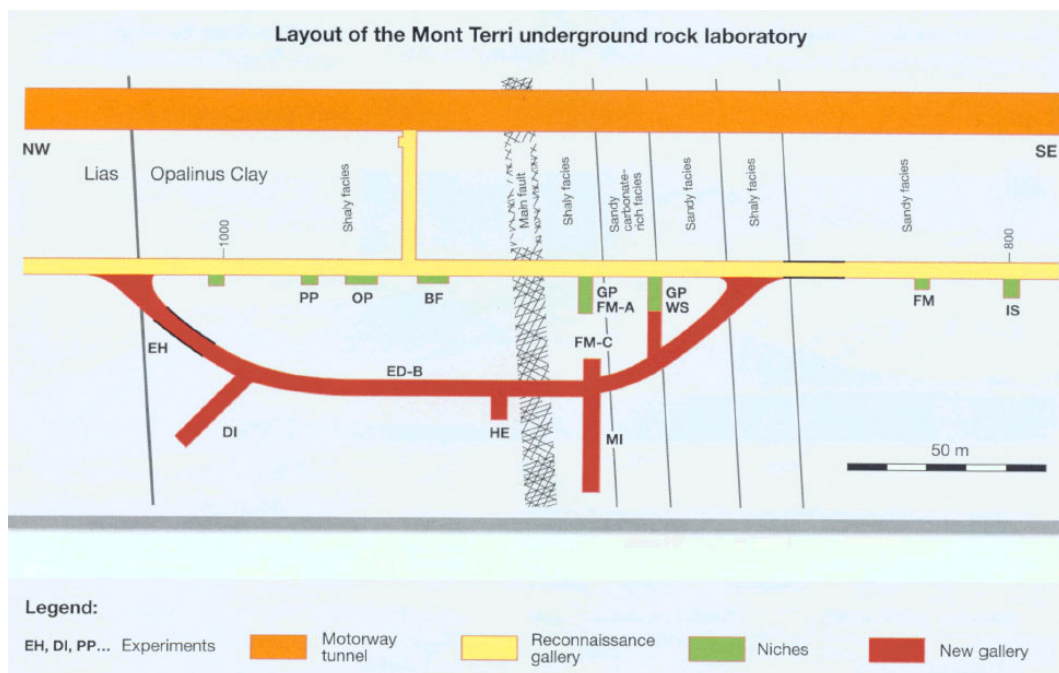 Layout of the Mont Terri underground rock laboratory
NW
SE
Lias
Opalinus Clay
1000
Shaly facies
Main fault
Shaly facies
Sandy
carbonate-
rich facies
Sandy facies
Shaly facies
Sandy facies
800
PP
OP
BF
GP
FM-A
GP
WS
FM
IS
EH
FM-C
ED-B
DI
HE
MI
50 m
Legend:
EH, DI, PP... Experiments
Motorway
tunnel
Reconnaissance
gallery
Niches
New gallery